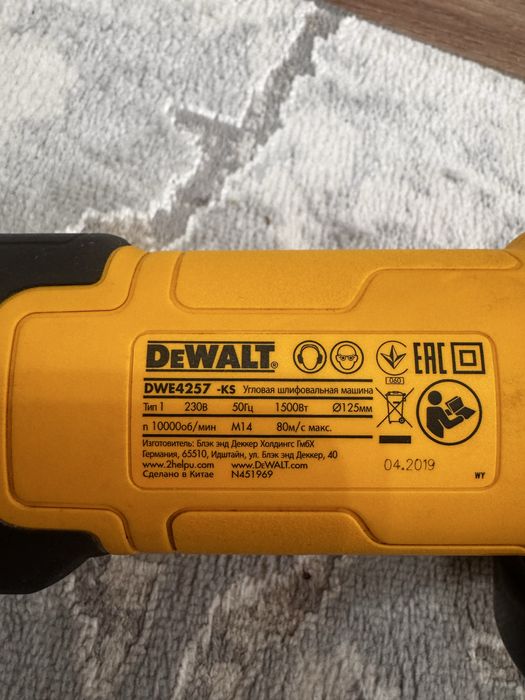 DEWALT®
DWE4257 -KS Угловая шлифовальная машина
Тип 1 230В 50Гц 1500Вт Ø125мм
n 10000об/мин M14 80м/с макс.
Изготовитель: Блэк энд Деккер Холдингс ГмбХ
Германия, 65510, Идштайн, ул. Блэк энд Деккер, 40
www.2helpu.com www.DEWALT.com
Сделано в Китае N451969
EAC
060
04.2019
WY